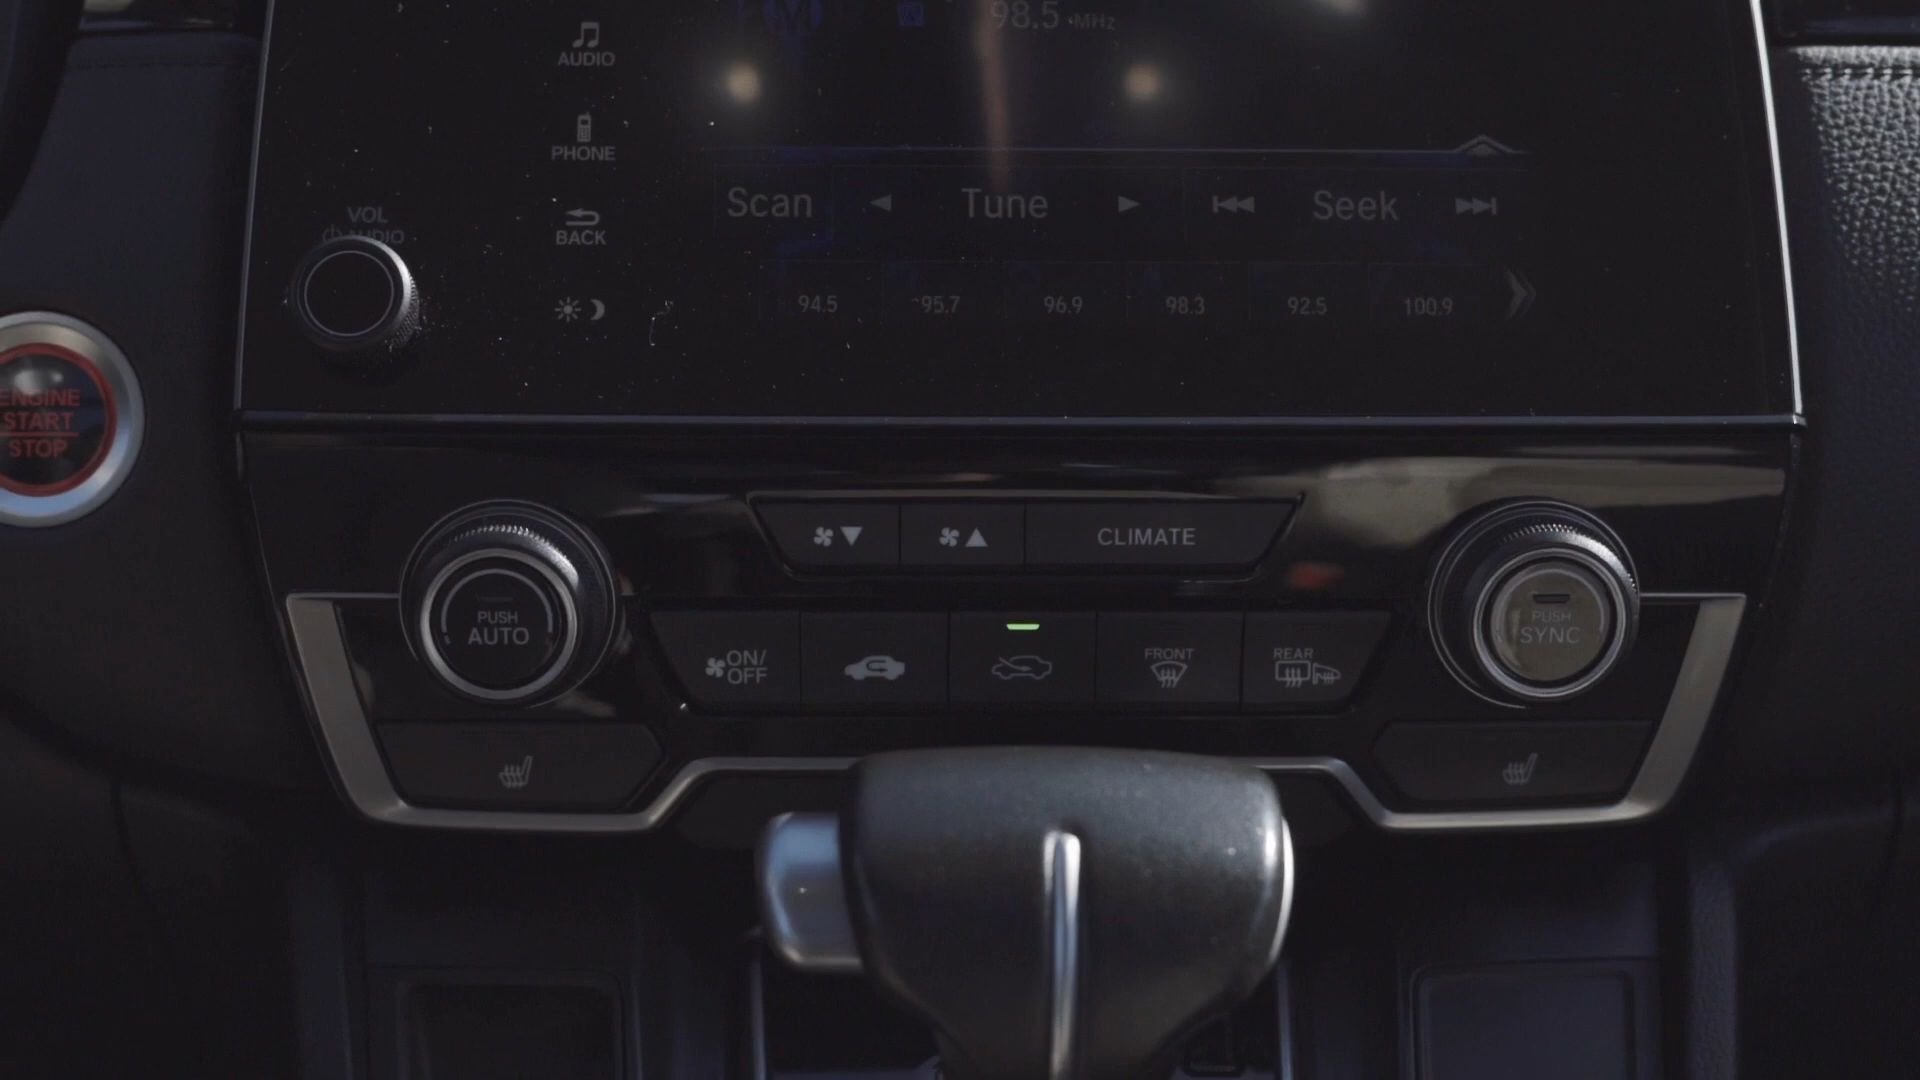 98.5 MHz
AUDIO
PHONE
VOL
AUDIO
BACK
Scan
Tune
Seek
94.5
95.7
96.9
98.3
92.5
100.9
ENGINE
START
STOP
CLIMATE
PUSH
AUTO
ON/
OFF
FRONT
REAR
PUSH
SYNC